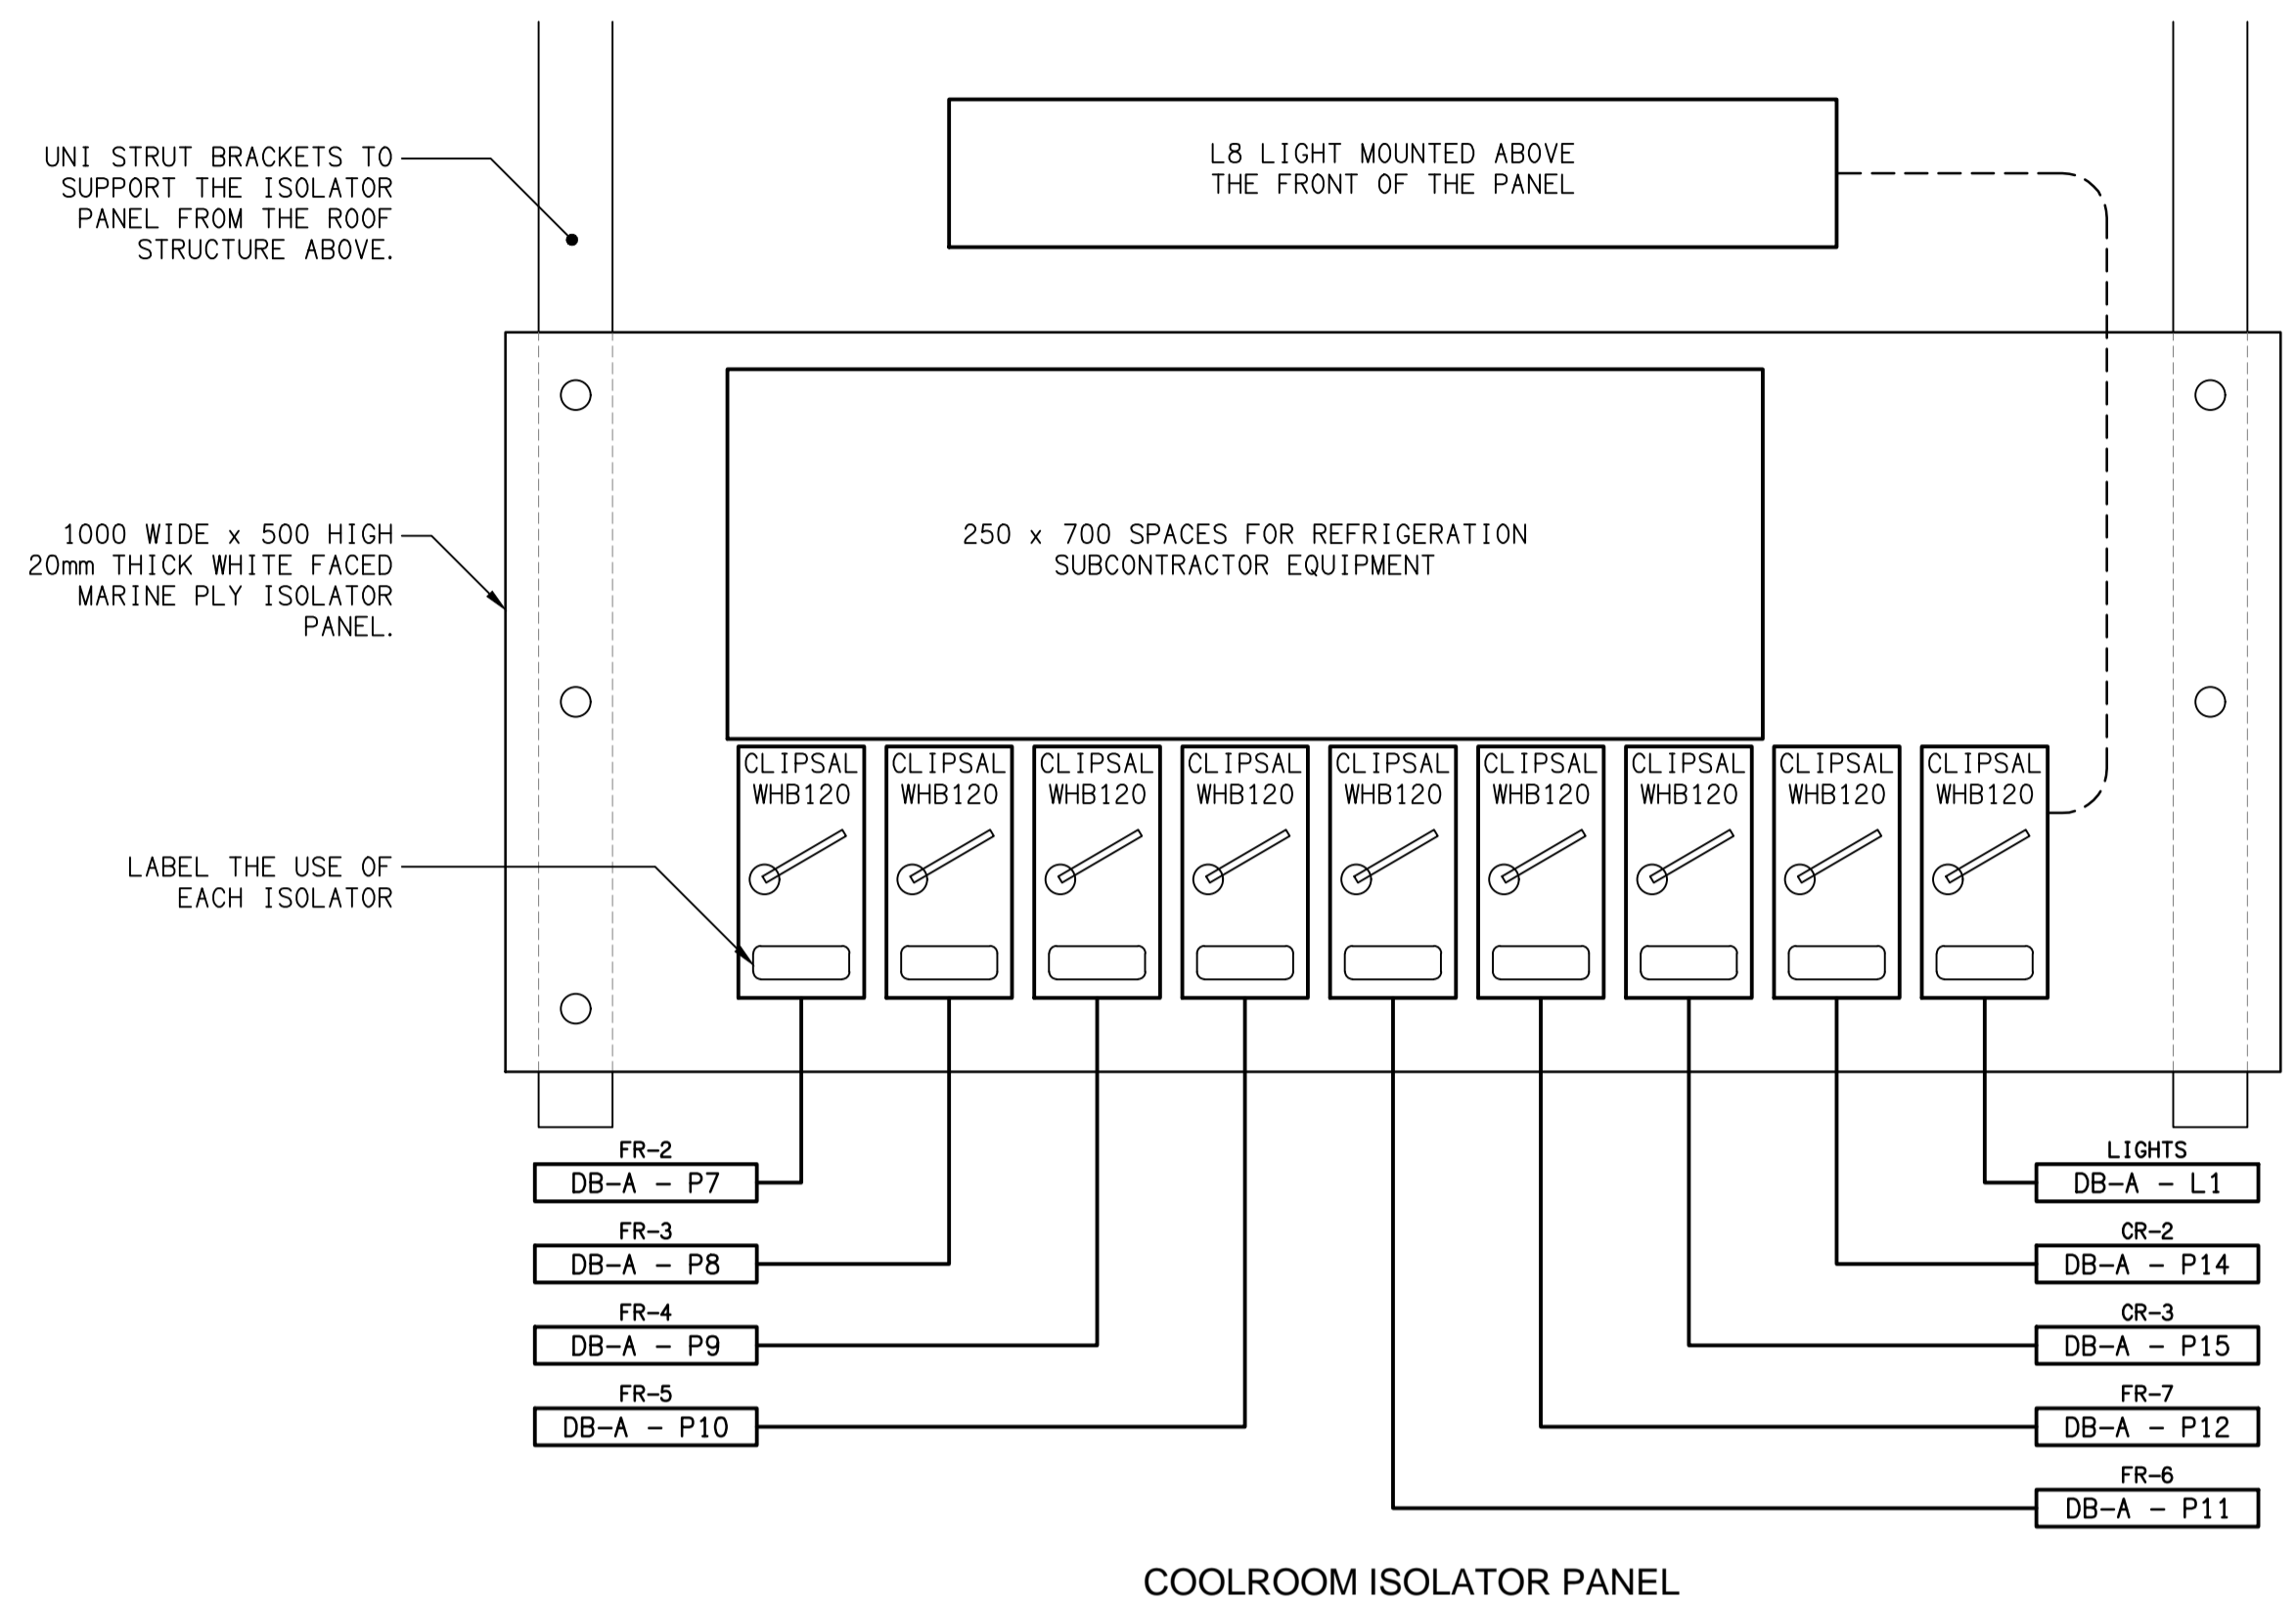 UNI STRUT BRACKETS TO
SUPPORT THE ISOLATOR
PANEL FROM THE ROOF
STRUCTURE ABOVE.
L8 LIGHT MOUNTED ABOVE
THE FRONT OF THE PANEL
1000 WIDE x 500 HIGH
20mm THICK WHITE FACED
MARINE PLY ISOLATOR
PANEL.
250 x 700 SPACES FOR REFRIGERATION
SUBCONTRACTOR EQUIPMENT
LABEL THE USE OF
EACH ISOLATOR
CLIPSAL
WHB120
CLIPSAL
WHB120
CLIPSAL
WHB120
CLIPSAL
WHB120
CLIPSAL
WHB120
CLIPSAL
WHB120
CLIPSAL
WHB120
CLIPSAL
WHB120
CLIPSAL
WHB120
FR-2
DB-A - P7
FR-3
DB-A - P8
FR-4
DB-A - P9
FR-5
DB-A - P10
LIGHTS
DB-A - L1
CR-2
DB-A - P14
CR-3
DB-A - P15
FR-7
DB-A - P12
FR-6
DB-A - P11
COOLROOM ISOLATOR PANEL